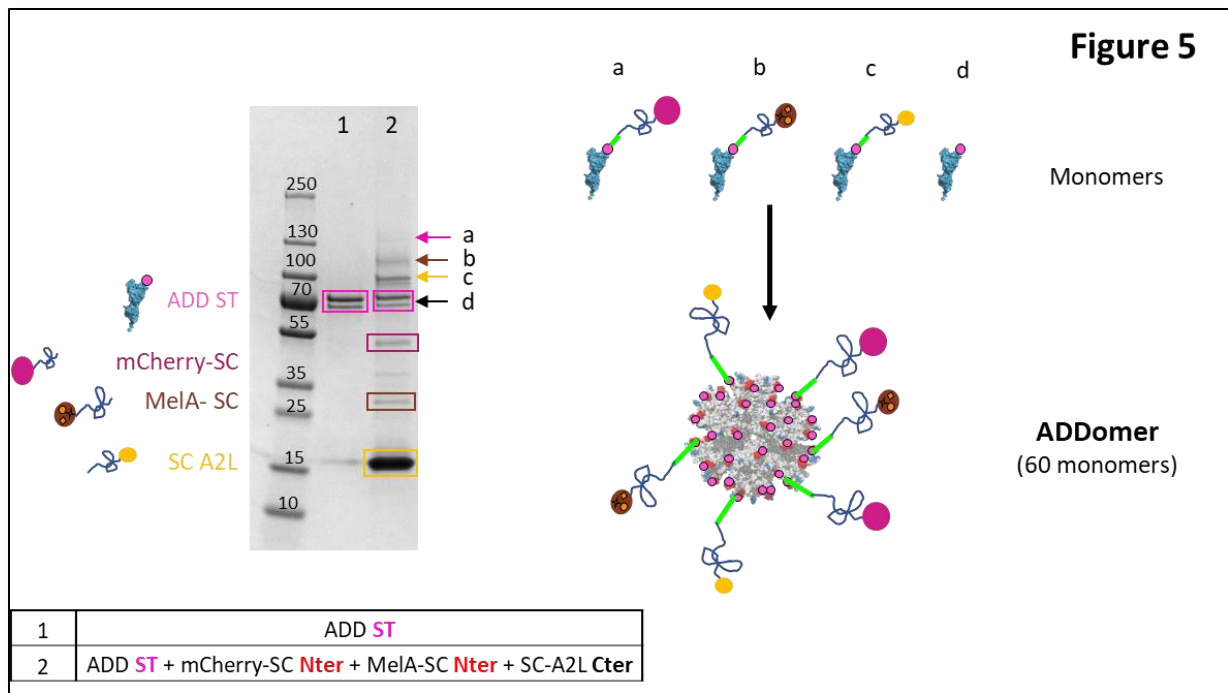 Figure 5
a b c d
Monomers
1 2
250
130
100
70
55
35
25
15
10
a
b
c
d
ADD ST
mCherry-SC
MelA- SC
SC A2L
ADDomer
(60 monomers)
1 ADD ST
2 ADD ST + mCherry-SC Nter + MelA-SC Nter + SC-A2L Cter